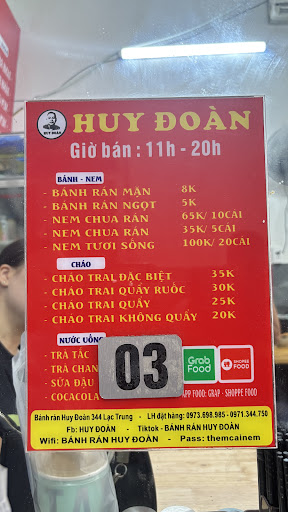 HUY ĐOÀN
HUY ĐOÀN
Giờ bán : 11h - 20h
BÁNH - NEM
- BÁNH RÁN MẶN 8K
- BÁNH RÁN NGỌT 5K
- NEM CHUA RÁN 65K/ 10CÁI
- NEM CHUA RÁN 35K/ 5CÁI
- NEM TƯƠI SỐNG 100K/ 20CÁI
CHÁO
- CHÁO TRAI ĐẶC BIỆT 35K
- CHÁO TRAI QUẨY RUỐC 30K
- CHÁO TRAI QUẨY 25K
- CHÁO TRAI KHÔNG QUẨY 20K
NƯỚC UỐNG
- TRÀ TẮC
- TRÀ CHAN
- SỮA ĐẬU
- COCACOLA
03
Grab Food
SHOPEE FOOD
APP FOOD: GRAP - SHOPPE FOOD
Bánh rán Huy Đoàn 344 Lạc Trung - LH đặt hàng: 0973.698.985 - 0971.344.750
Fb: HUY ĐOÀN - Tiktok - BÁNH RÁN HUY ĐOÀN
Wifi: BÁNH RÁN HUY ĐOÀN - Pass: themcainem